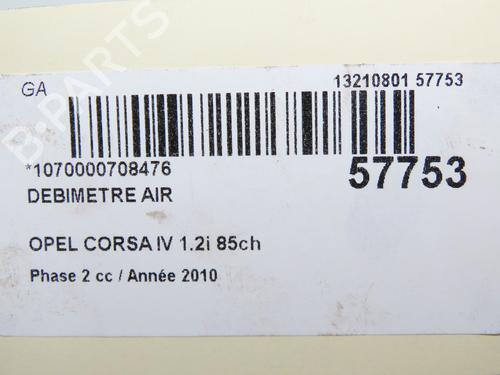 GA
13210801 57753
*1070000708476
57753
DEBIMETRE AIR
OPEL CORSA IV 1.2i 85ch
Phase 2 cc / Année 2010
B-PARTS